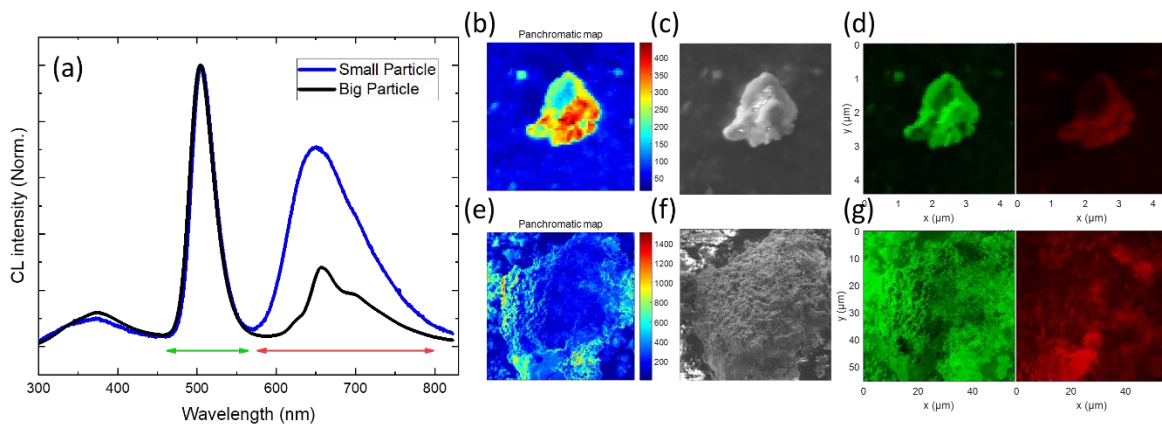 (a)
Small Particle
Big Particle
CL intensity (Norm.)
300 400 500 600 700 800
Wavelength (nm)
(b)
Panchromatic map
400
350
300
250
200
150
100
50
(c)
(d)
0
1
2
3
4
y (µm)
0 1 2 3 4
x (µm)
0 1 2 3 4
x (µm)
(e)
Panchromatic map
1400
1200
1000
800
600
400
200
(f)
(g)
0
10
20
30
40
50
y (µm)
0 20 40
x (µm)
0 20 40
x (µm)